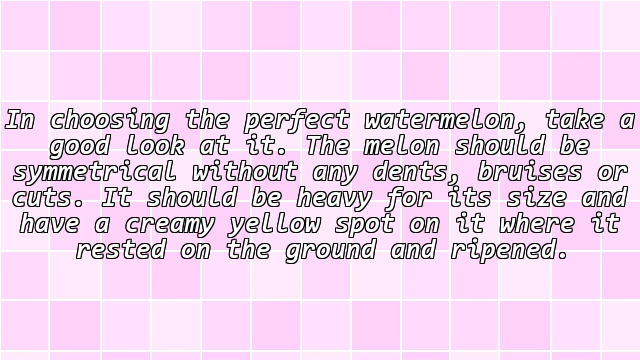 In choosing the perfect watermelon, take a
good look at it. The melon should be
symmetrical without any dents, bruises or
cuts. It should be heavy for its size and
have a creamy yellow spot on it where it
rested on the ground and ripened.